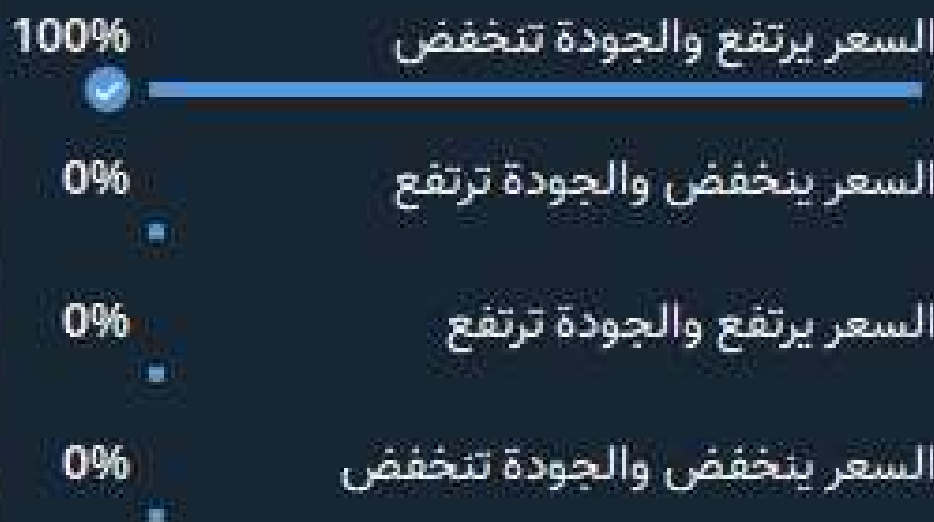 السعر يرتفع والجودة تنخفض 100%
السعر ينخفض والجودة ترتفع 0%
السعر يرتفع والجودة ترتفع 0%
السعر ينخفض والجودة تنخفض 0%